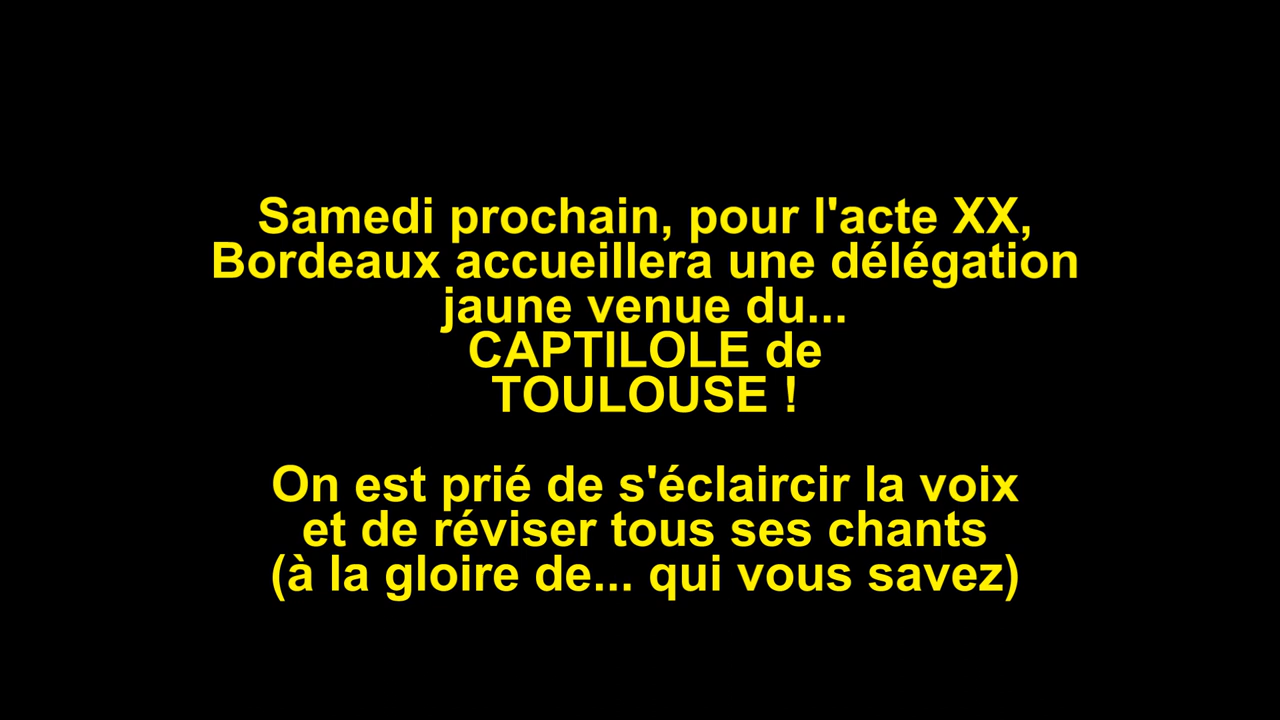 Samedi prochain, pour l'acte XX,
Bordeaux accueillera une délégation
jaune venue du...
CAPTILOLE de
TOULOUSE !
On est prié de s'éclaircir la voix
et de réviser tous ses chants
(à la gloire de... qui vous savez)